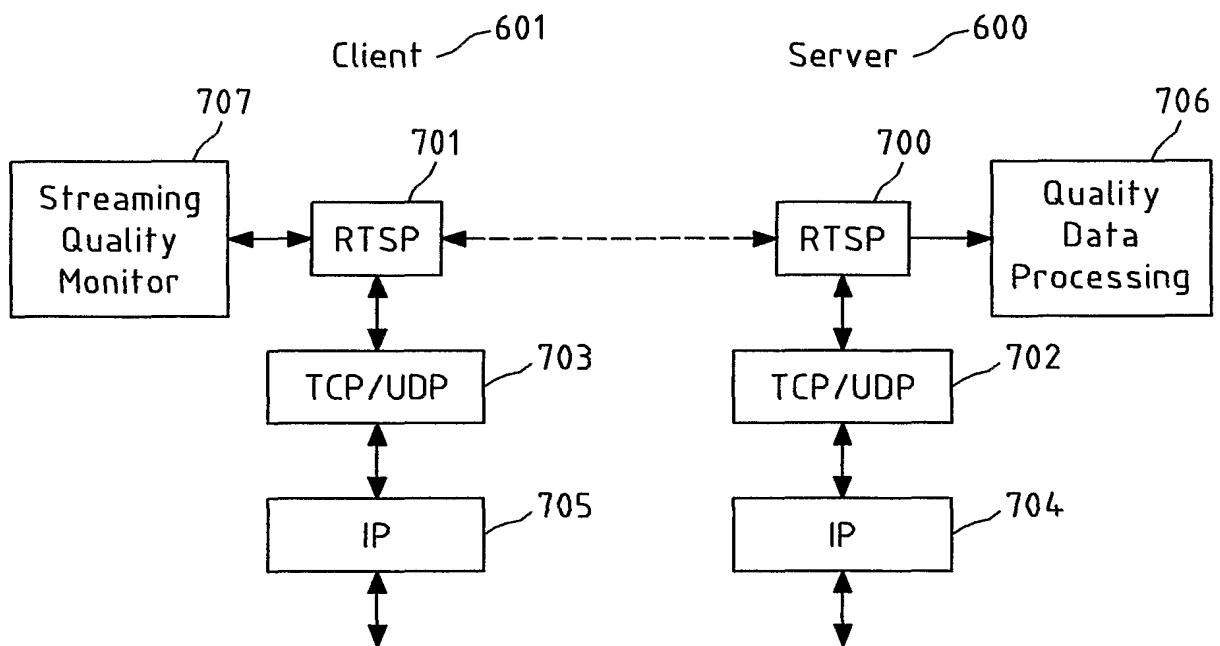 Client 601
Server 600
707
701
700
706
Streaming
Quality
Monitor
RTSP
RTSP
Quality
Data
Processing
703
702
TCP/UDP
TCP/UDP
705
704
IP
IP